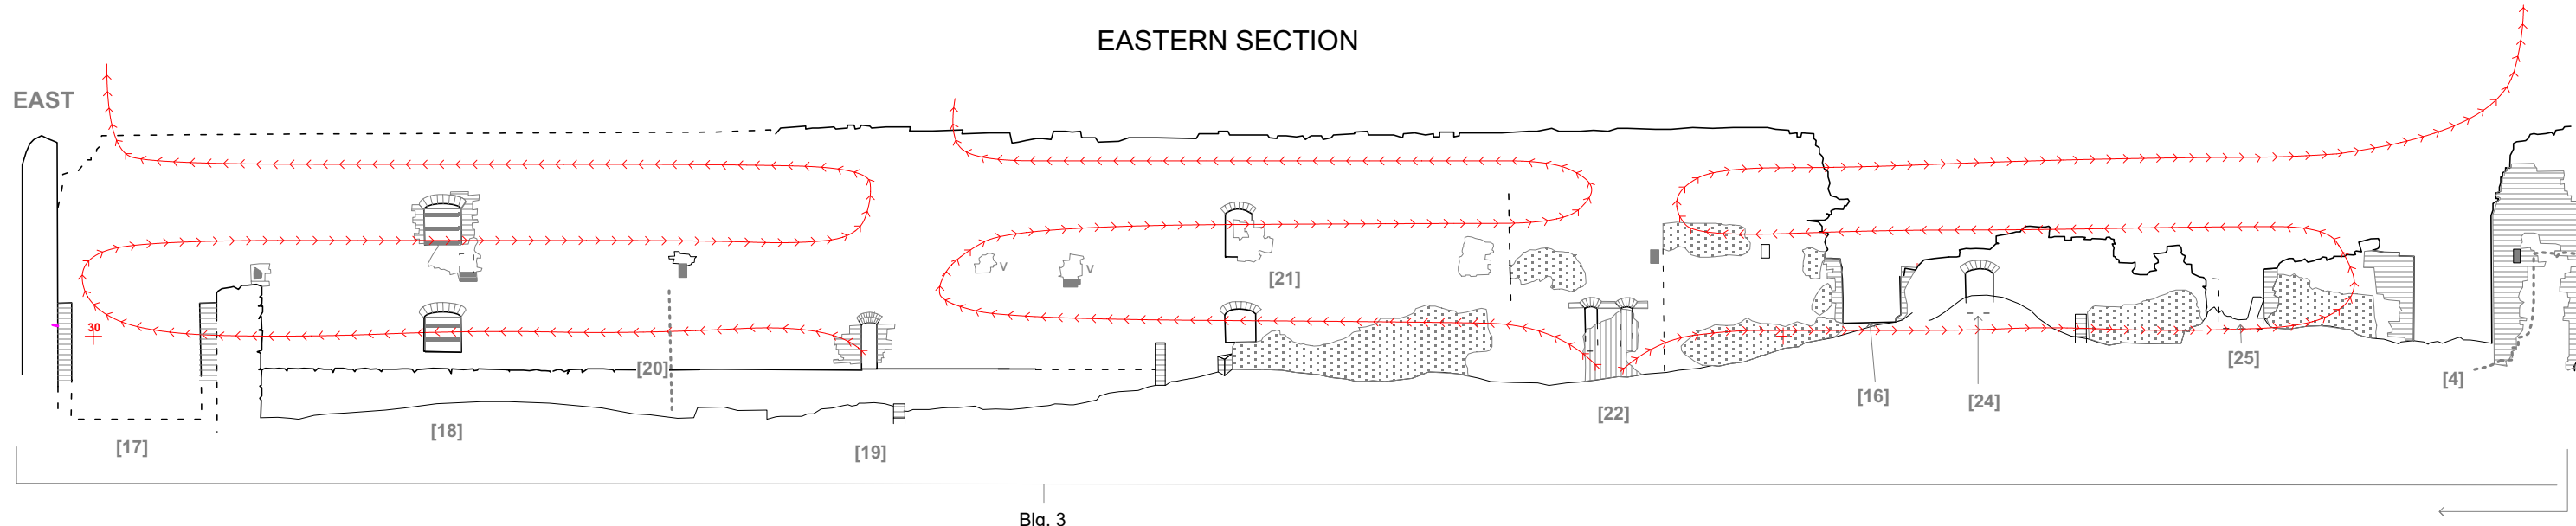 EASTERN SECTION
EAST
V
V
[21]
30
[20]
[25]
[4]
[16]
[24]
[22]
[18]
[17]
[19]
Blg. 3